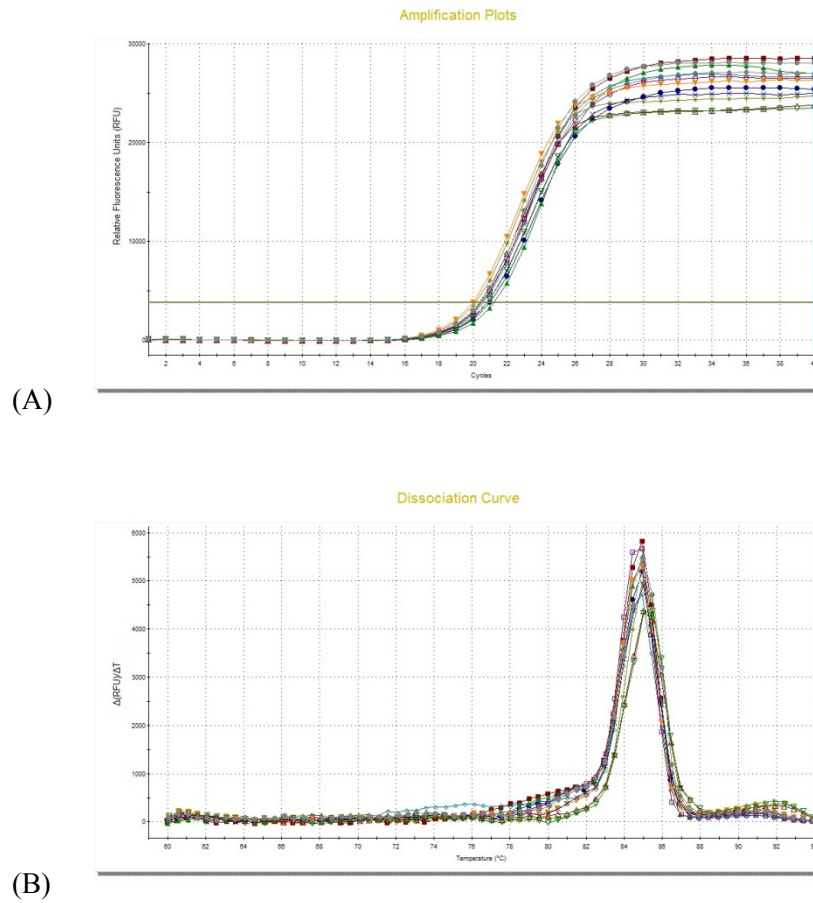 Amplification Plots
30000
20000
10000
0
Relative Fluorescence Units (RFU)
2 4 6 8 10 12 14 16 18 20 22 24 26 28 30 32 34 36 38
Cycles
(A)
Dissociation Curve
6000
5000
4000
3000
2000
1000
0
Δ(RFU)/ΔT
60 62 64 66 68 70 72 74 76 78 80 82 84 86 88 90 92
Temperature (°C)
(B)